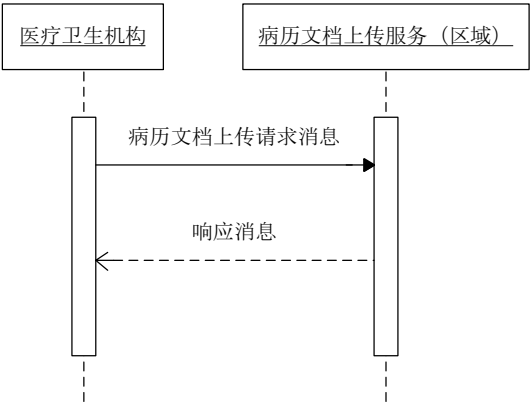 医疗卫生机构
病历文档上传服务（区域）
病历文档上传请求消息
响应消息